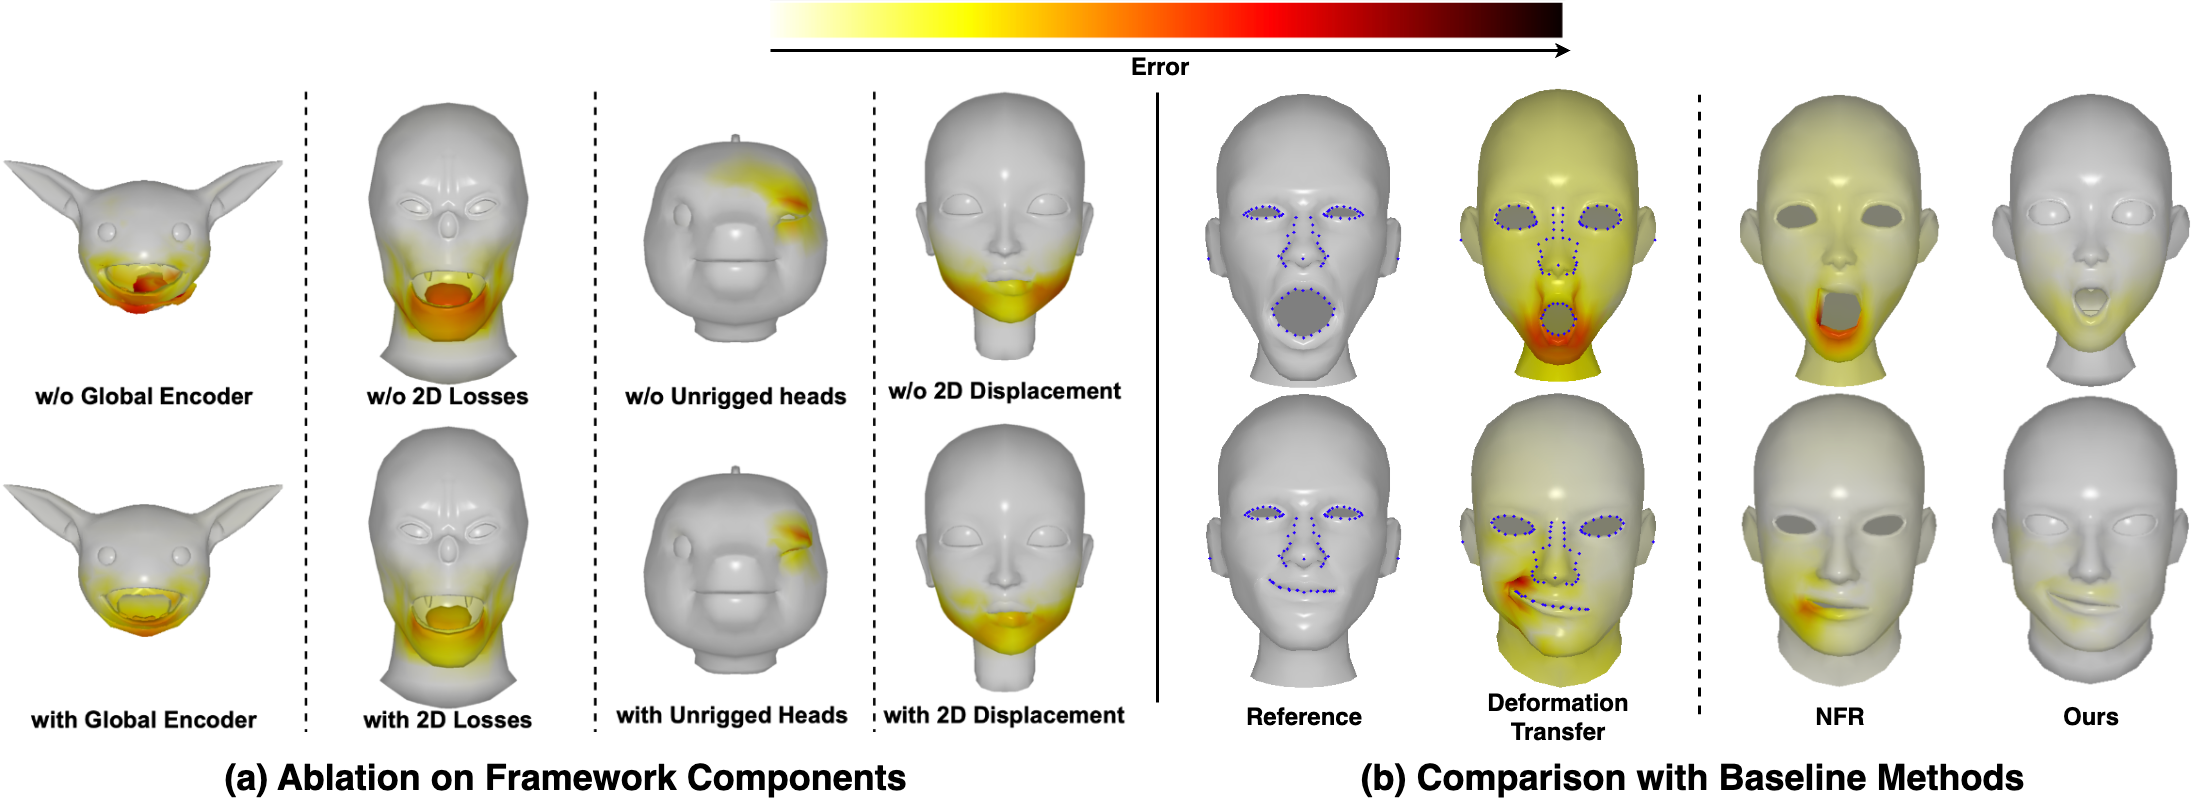 Error
w/o Global Encoder
w/o 2D Losses
w/o Unrigged heads
w/o 2D Displacement
with Global Encoder
with 2D Losses
with Unrigged Heads
with 2D Displacement
Reference
Deformation
Transfer
NFR
Ours
(a) Ablation on Framework Components
(b) Comparison with Baseline Methods